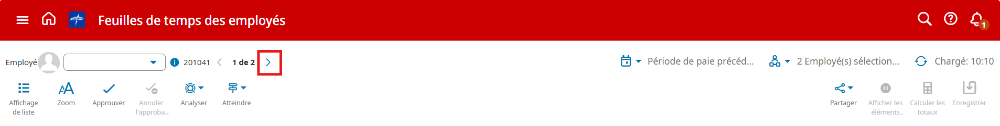 MEDLINE
Feuilles de temps des employés
1
Employé
201041
1 de 2
Période de paie précéd...
2 Employé(s) sélection...
Chargé: 10:10
Affichage
de liste
Zoom
Approuver
Annuler
l'approba...
Analyser
Atteindre
Partager
Afficher les
éléments..
Calculer les
totaux
Enregistrer